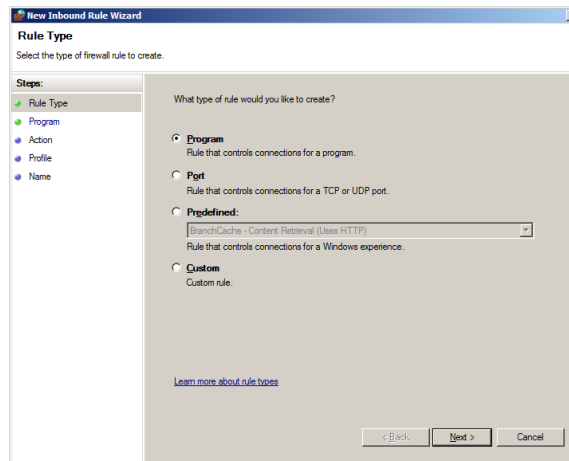 New Inbound Rule Wizard
Rule Type
Select the type of firewall rule to create.
Steps:
Rule Type
Program
Action
Profile
Name
What type of rule would you like to create?
Program
Rule that controls connections for a program.
Port
Rule that controls connections for a TCP or UDP port.
Predefined:
BranchCache - Content Retrieval (Uses HTTP)
Rule that controls connections for a Windows experience.
Custom
Custom rule.
Learn more about rule types
< Back Next > Cancel